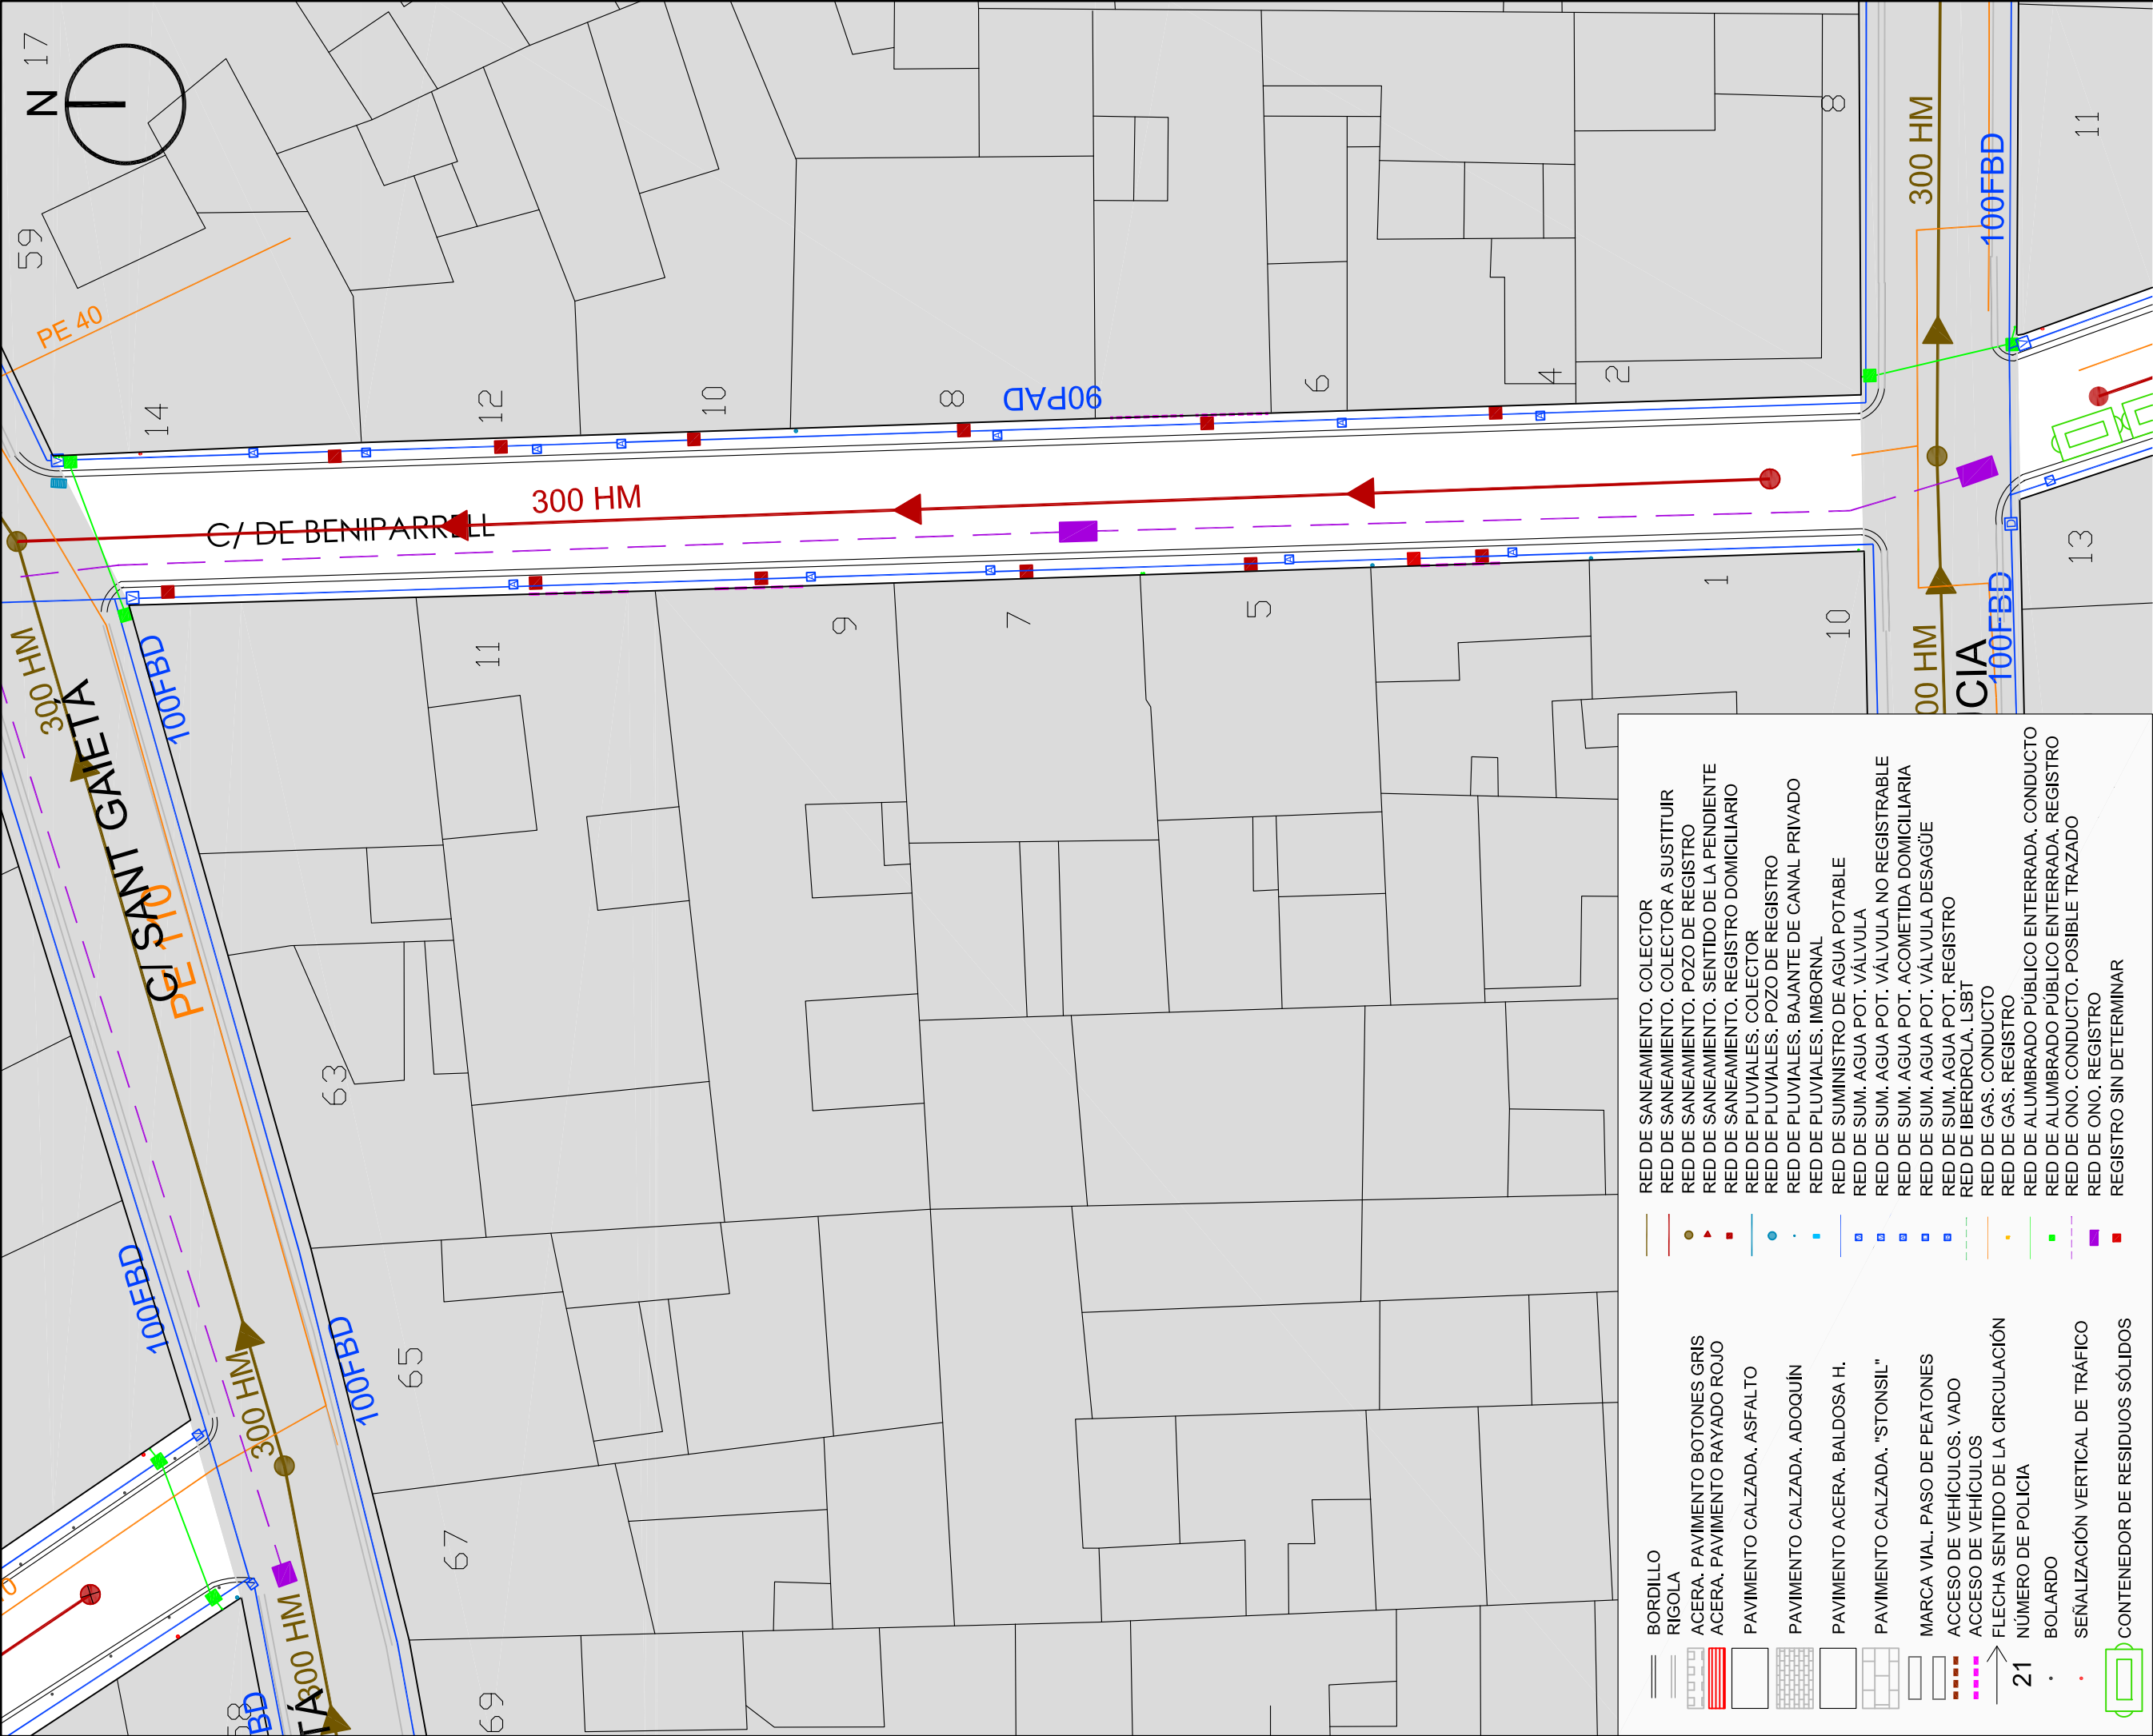 N
17
59
PE 40
14
12
10
8
90PAD
6
4
2
8
300 HM
100FBD
11
C/ DE BENIPARRELL
300 HM
300 HM
100FBD
C/ SANT GAIETÁ
PE 110
11
9
7
5
1
10
13
300 HM
100FBD
63
100FBD
65
300 HM
100FBD
67
69
300 HM
RED DE SANEAMIENTO. COLECTOR
RED DE SANEAMIENTO. COLECTOR A SUSTITUIR
RED DE SANEAMIENTO. POZO DE REGISTRO
RED DE SANEAMIENTO. SENTIDO DE LA PENDIENTE
RED DE SANEAMIENTO. REGISTRO DOMICILIARIO
RED DE PLUVIALES. COLECTOR
RED DE PLUVIALES. POZO DE REGISTRO
RED DE PLUVIALES. BAJANTE DE CANAL PRIVADO
RED DE PLUVIALES. IMBORNAL
RED DE SUMINISTRO DE AGUA POTABLE
RED DE SUM. AGUA POT. VÁLVULA
RED DE SUM. AGUA POT. VÁLVULA NO REGISTRABLE
RED DE SUM. AGUA POT. ACOMETIDA DOMICILIARIA
RED DE SUM. AGUA POT. VÁLVULA DESAGÜE
RED DE SUM. AGUA POT. REGISTRO
RED DE IBERDROLA. LSBT
RED DE GAS. CONDUCTO
RED DE GAS. REGISTRO
RED DE ALUMBRADO PÚBLICO ENTERRADA. CONDUCTO
RED DE ALUMBRADO PÚBLICO ENTERRADA. REGISTRO
RED DE ONO. CONDUCTO. POSIBLE TRAZADO
RED DE ONO. REGISTRO
REGISTRO SIN DETERMINAR
BORDILLO
RIGOLA
ACERA. PAVIMENTO BOTONES GRIS
ACERA. PAVIMENTO RAYADO ROJO
PAVIMENTO CALZADA. ASFALTO
PAVIMENTO CALZADA. ADOQUÍN
PAVIMENTO ACERA. BALDOSA H.
PAVIMENTO CALZADA. "STONSIL"
MARCA VIAL. PASO DE PEATONES
ACCESO DE VEHÍCULOS. VADO
ACCESO DE VEHÍCULOS
FLECHA SENTIDO DE LA CIRCULACIÓN
21 NÚMERO DE POLICIA
BOLARDO
SEÑALIZACIÓN VERTICAL DE TRÁFICO
CONTENEDOR DE RESIDUOS SÓLIDOS